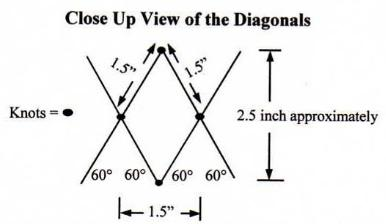 Close Up View of the Diagonals
1.5” 1.5”
Knots = ●
2.5 inch approximately
60° 60° 60° 60°
1.5”